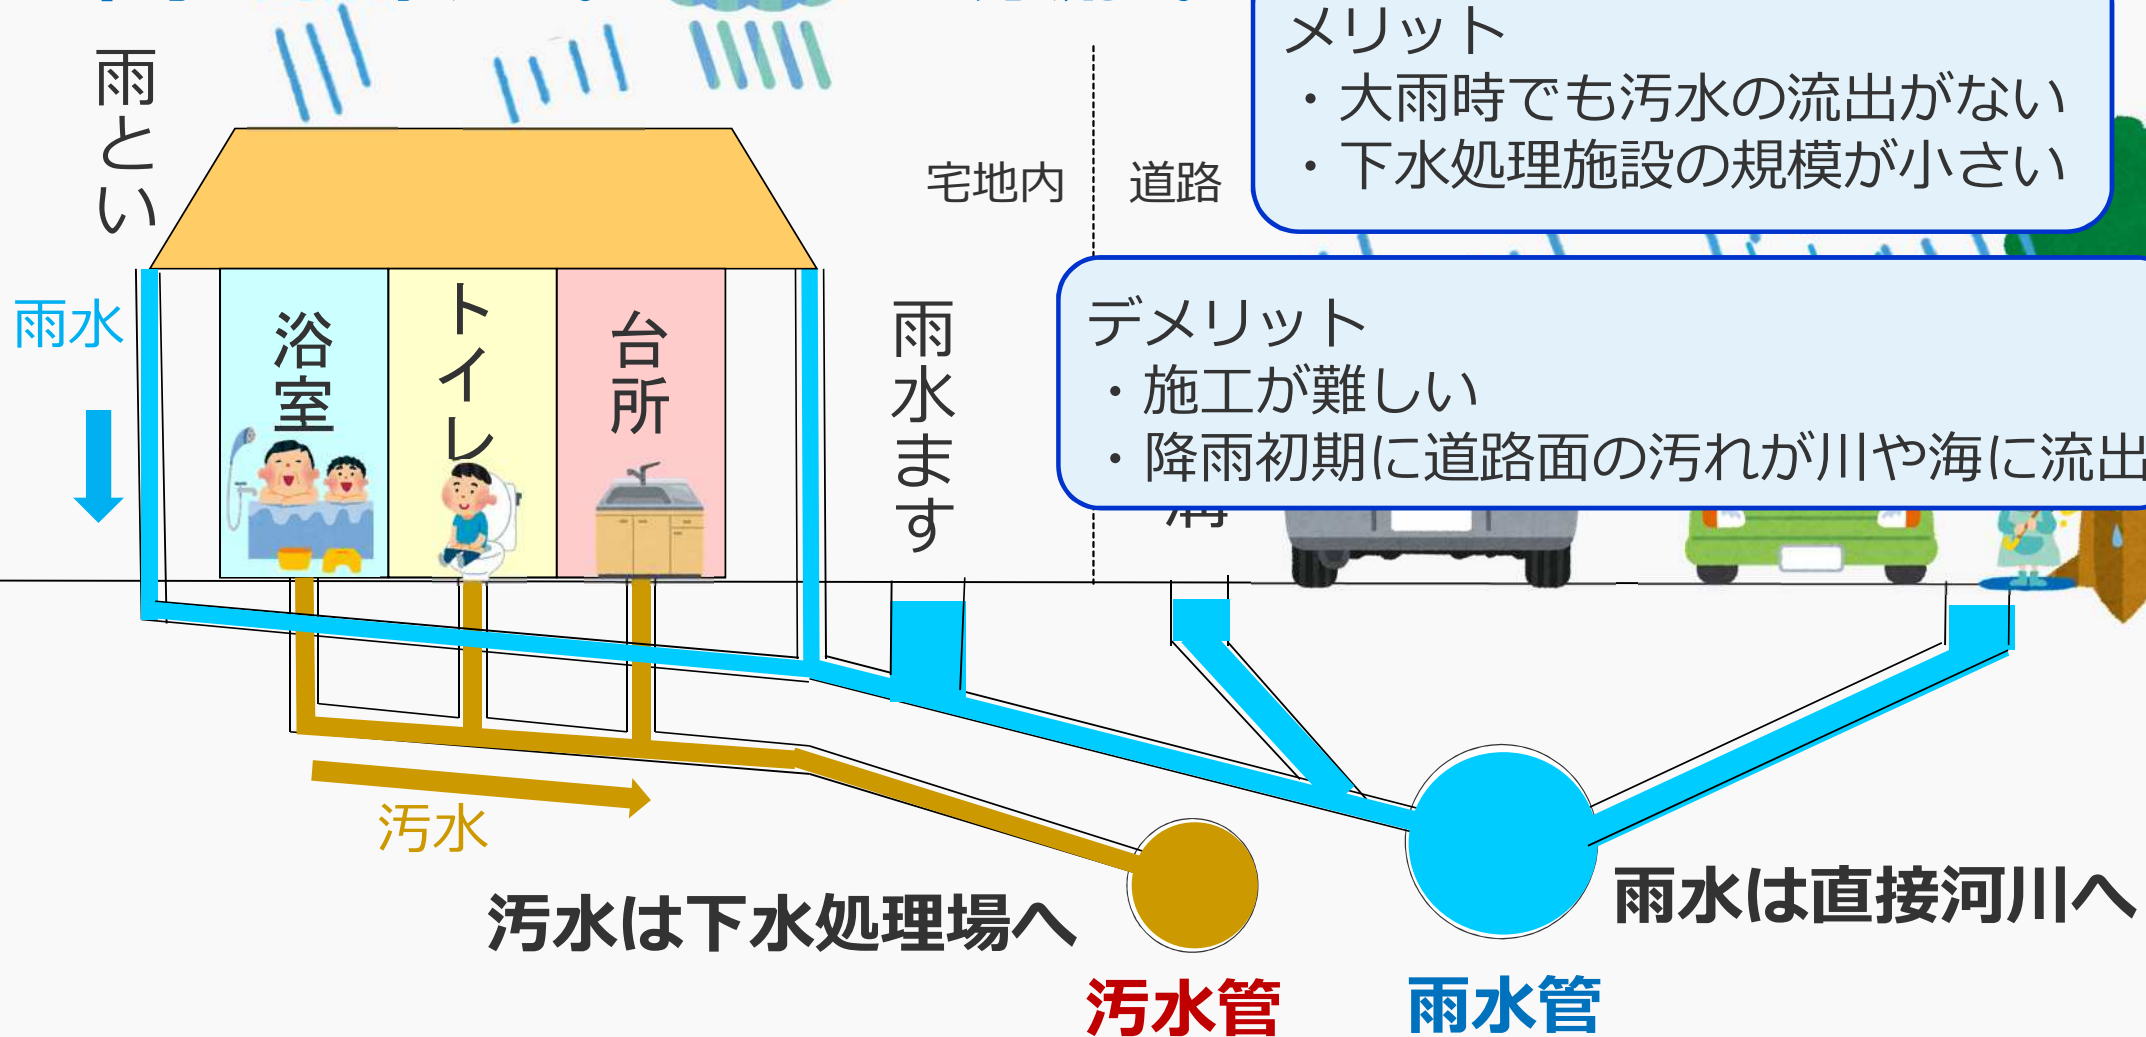 雨とい
メリット
・大雨時でも汚水の流出がない
・下水処理施設の規模が小さい
宅地内
道路
雨水
浴室
トイレ
台所
雨水ます
デメリット
・施工が難しい
・降雨初期に道路面の汚れが川や海に流出
汚水
汚水は下水処理場へ
雨水は直接河川へ
汚水管
雨水管